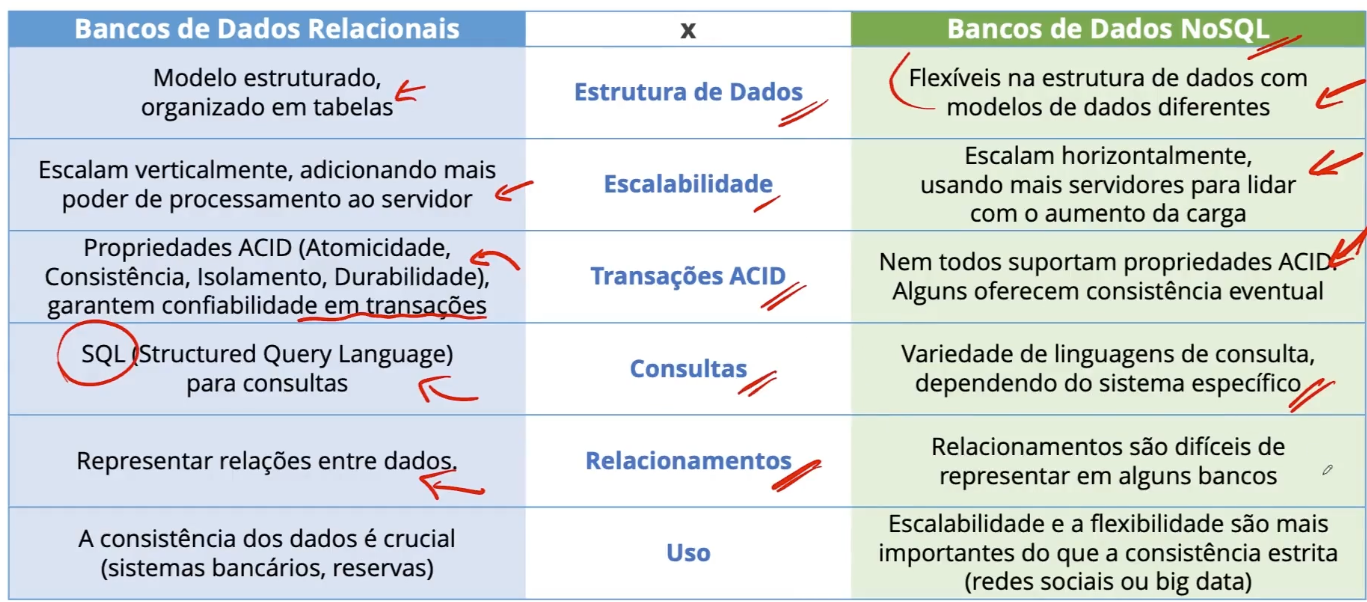 Bancos de Dados Relacionais
x
Bancos de Dados NoSQL
Modelo estruturado,
organizado em tabelas
Estrutura de Dados
Flexíveis na estrutura de dados com
modelos de dados diferentes
Escalam verticalmente, adicionando mais
poder de processamento ao servidor
Escalabilidade
Escalam horizontalmente,
usando mais servidores para lidar
com o aumento da carga
Propriedades ACID (Atomicidade,
Consistência, Isolamento, Durabilidade),
garantem confiabilidade em transações
Transações ACID
Nem todos suportam propriedades ACID.
Alguns oferecem consistência eventual
SQL (Structured Query Language)
para consultas
Consultas
Variedade de linguagens de consulta,
dependendo do sistema específico
Representar relações entre dados.
Relacionamentos
Relacionamentos são difíceis de
representar em alguns bancos
A consistência dos dados é crucial
(sistemas bancários, reservas)
Uso
Escalabilidade e a flexibilidade são mais
importantes do que a consistência estrita
(redes sociais ou big data)